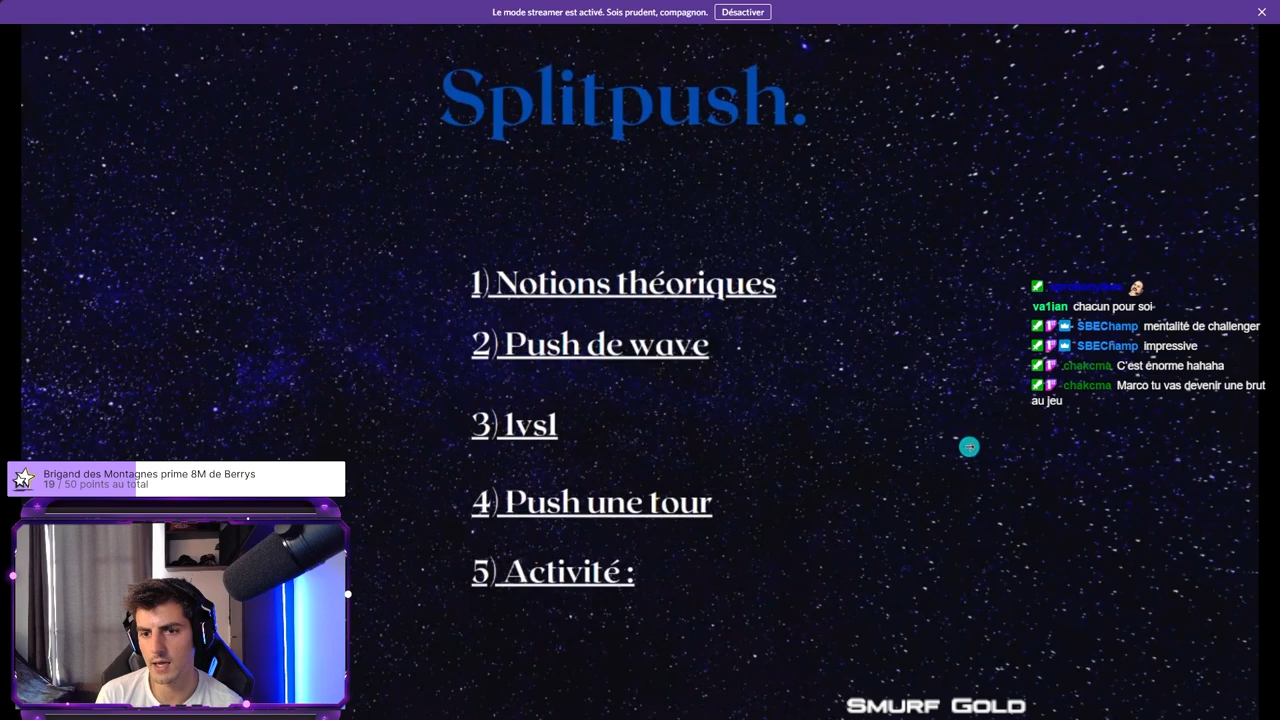 Le mode streamer est activé. Sois prudent, compagnon. Désactiver
Splitpush.
1) Notions théoriques
2) Push de wave
3) 1vs1
4) Push une tour
5) Activité :
va1ian chacun pour soi
SBEChamp mentalité de challenger
SBEChamp impressive
chakcma C'est énorme hahaha
chakcma Marco tu vas devenir une brut
au jeu
Brigand des Montagnes prime 8M de Berrys
19 / 50 points au total
SMURF GOLD